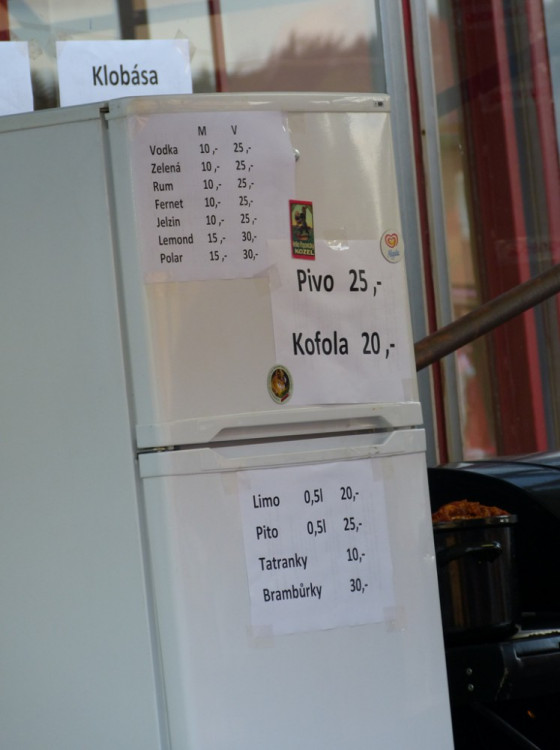 Klobása
M V
Vodka 10,- 25,-
Zelená 10,- 25,-
Rum 10,- 25,-
Fernet 10,- 25,-
Jelzin 10,- 25,-
Lemond 15,- 30,-
Polar 15,- 30,-
Pivo 25,-
Kofola 20,-
Limo 0,5l 20,-
Pito 0,5l 25,-
Tatranky 10,-
Brambůrky 30,-